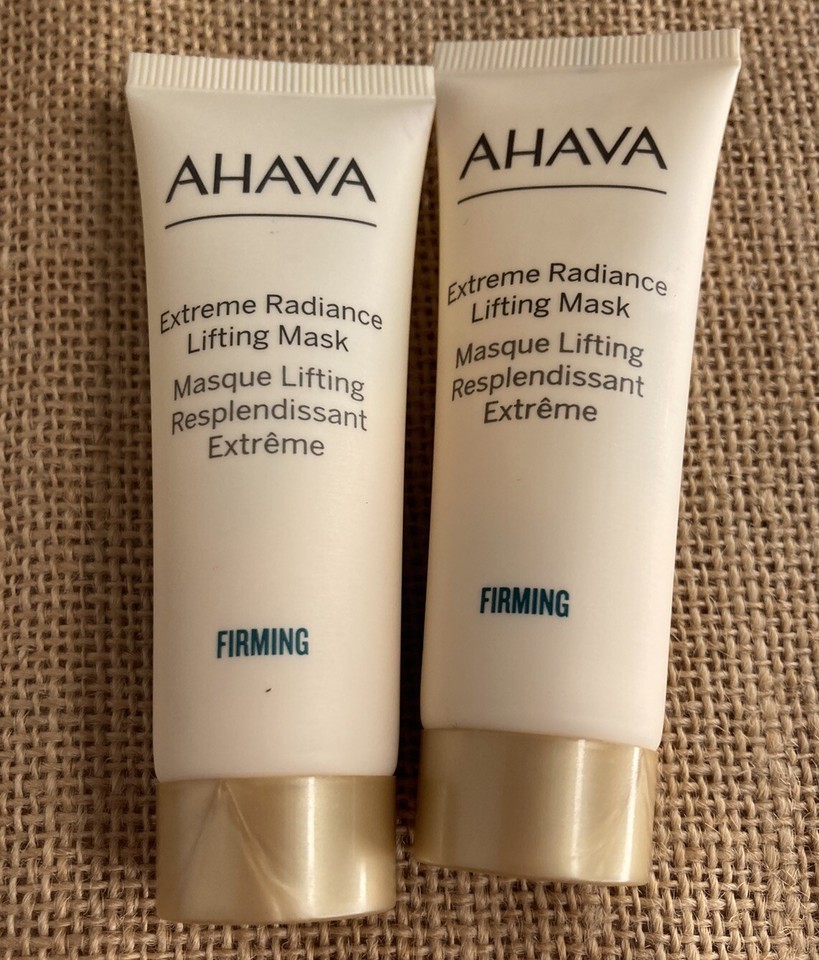 AHAVA
Extreme Radiance
Lifting Mask
Masque Lifting
Resplendissant
Extrême
FIRMING
AHAVA
Extreme Radiance
Lifting Mask
Masque Lifting
Resplendissant
Extrême
FIRMING